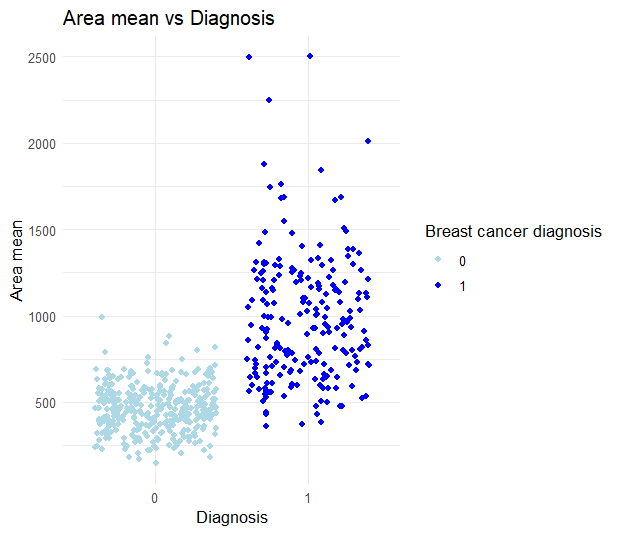 Area mean vs Diagnosis
2500
2000
1500
1000
500
Area mean
0
1
Diagnosis
Breast cancer diagnosis
0
1